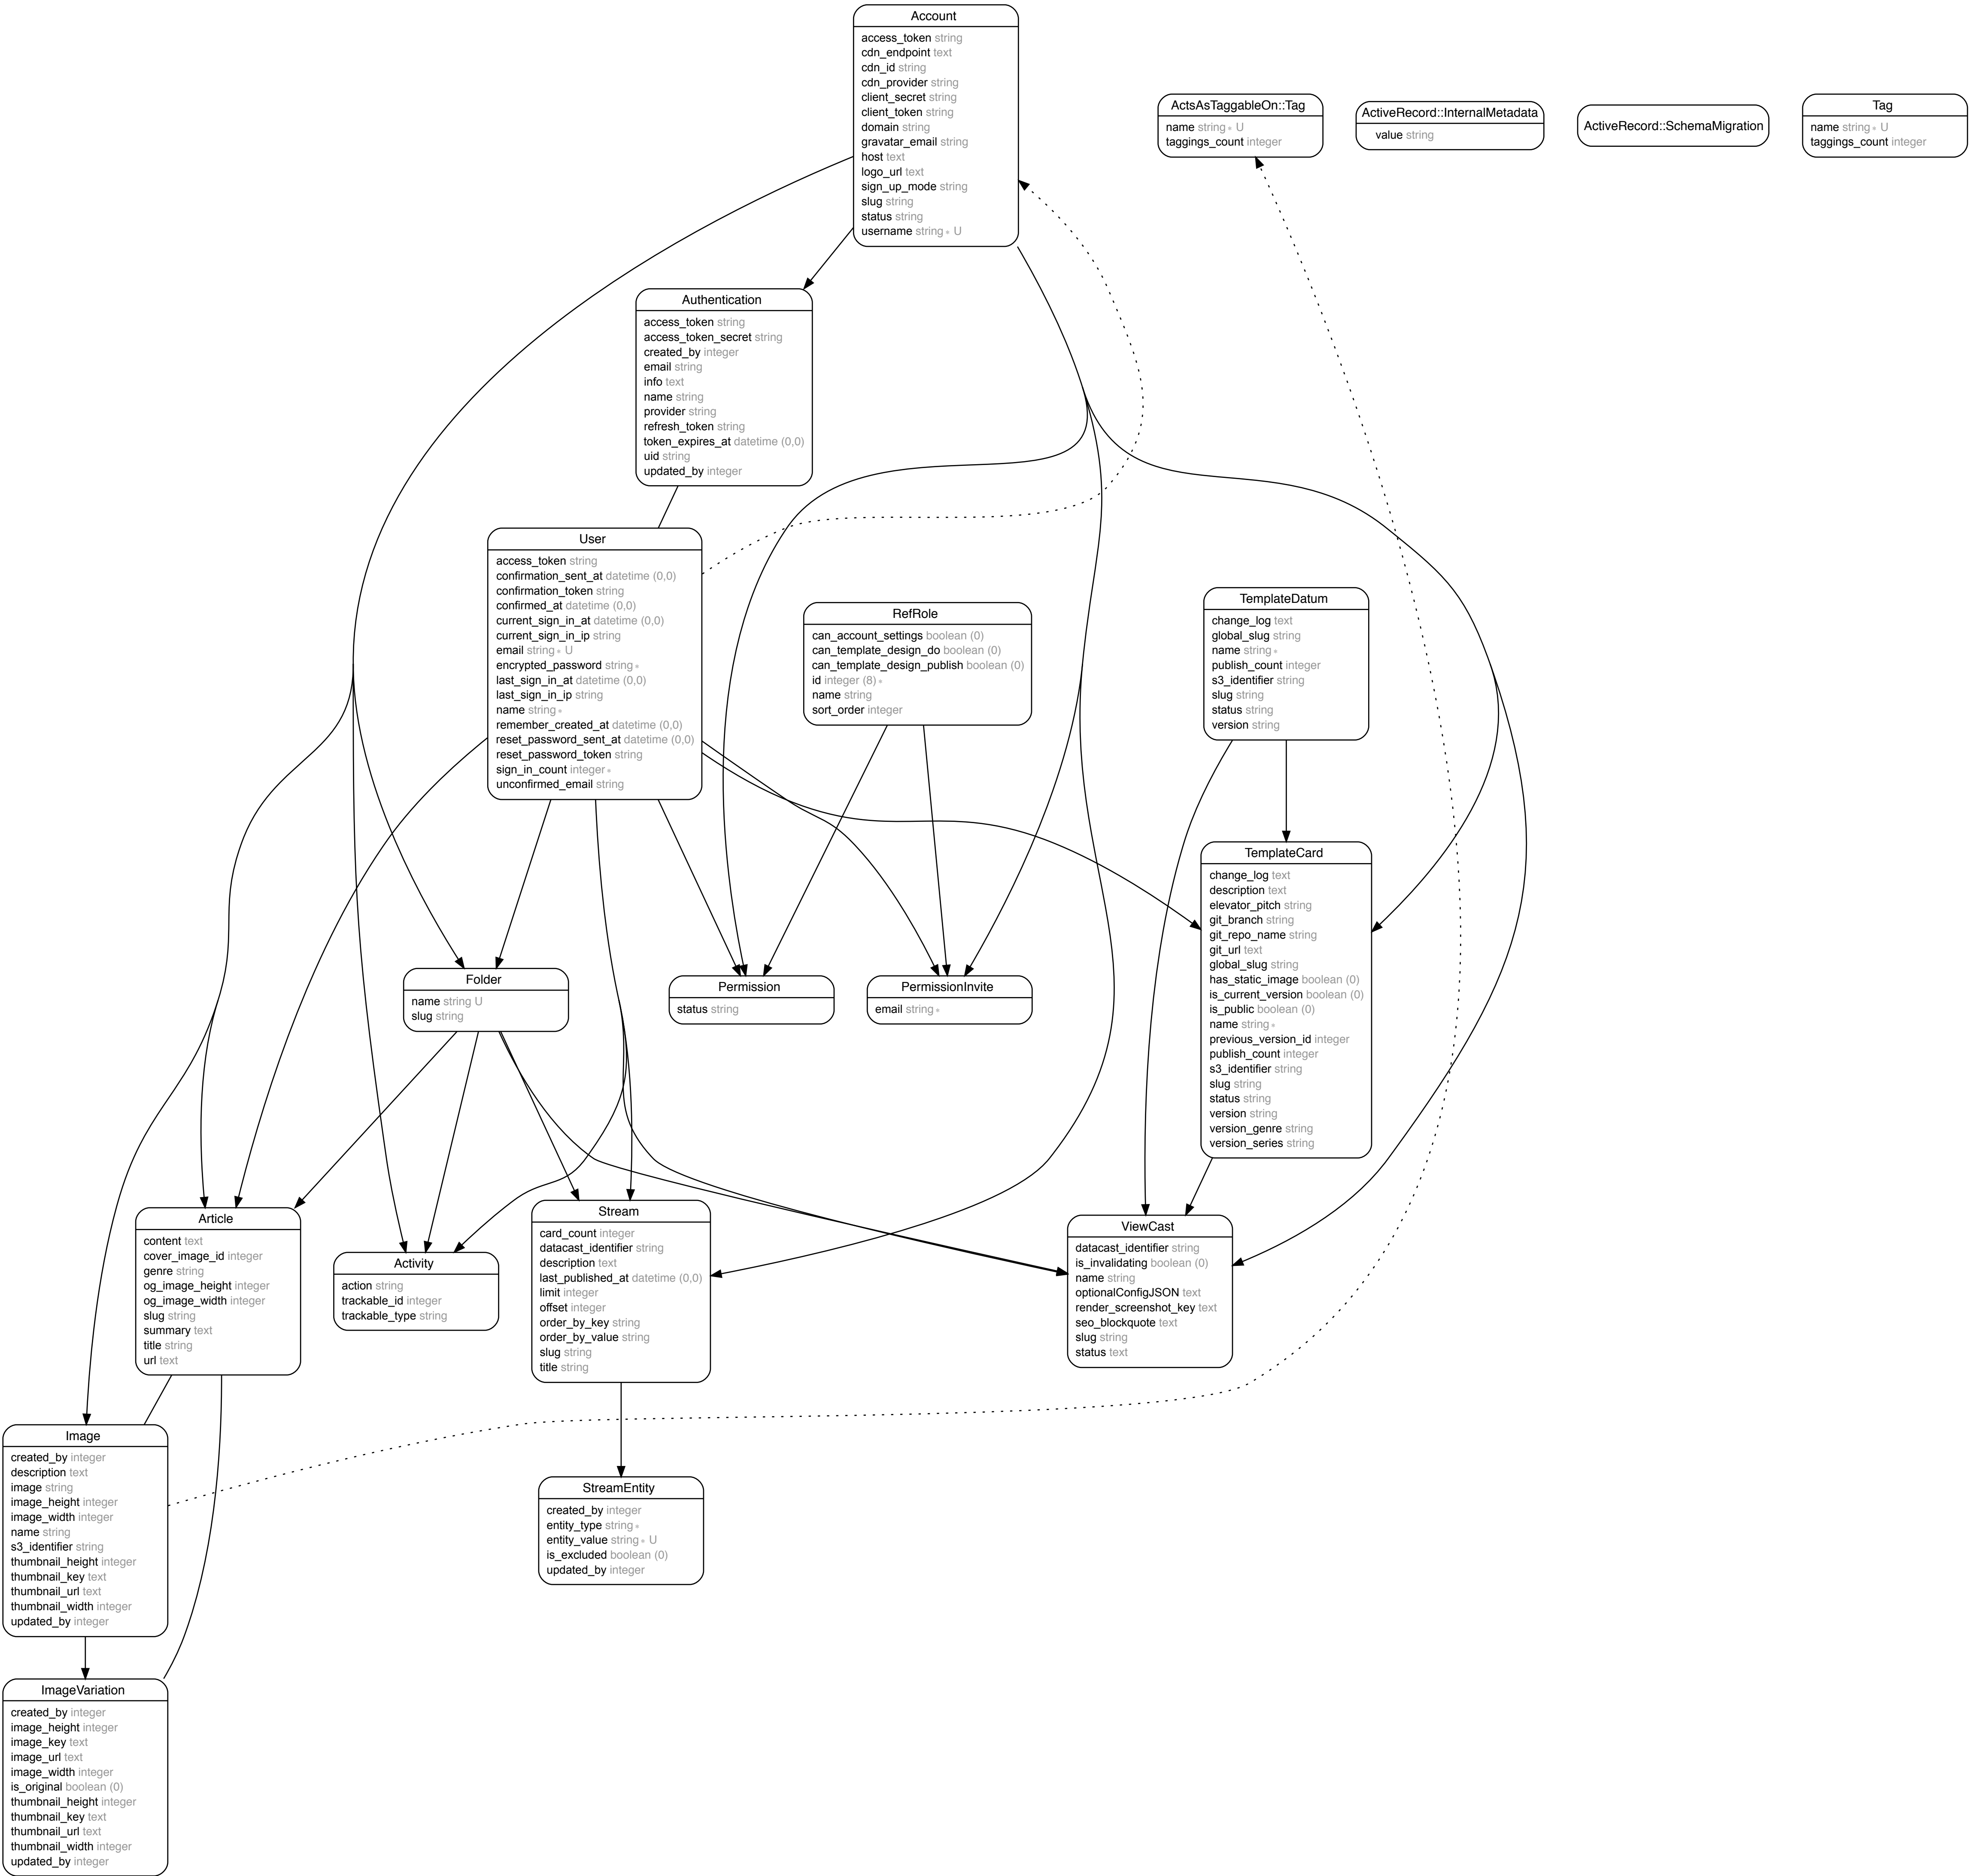 Account
access_token string
cdn_endpoint text
cdn_id string
cdn_provider string
client_secret string
client_token string
domain string
gravatar_email string
host text
logo_url text
sign_up_mode string
slug string
status string
username string ∗ U
ActsAsTaggableOn::Tag
name string ∗ U
taggings_count integer
ActiveRecord::InternalMetadata
value string
ActiveRecord::SchemaMigration
Tag
name string ∗ U
taggings_count integer
Authentication
access_token string
access_token_secret string
created_by integer
email string
info text
name string
provider string
refresh_token string
token_expires_at datetime (0,0)
uid string
updated_by integer
User
access_token string
confirmation_sent_at datetime (0,0)
confirmation_token string
confirmed_at datetime (0,0)
current_sign_in_at datetime (0,0)
current_sign_in_ip string
email string ∗ U
encrypted_password string ∗
last_sign_in_at datetime (0,0)
last_sign_in_ip string
name string ∗
remember_created_at datetime (0,0)
reset_password_sent_at datetime (0,0)
reset_password_token string
sign_in_count integer ∗
unconfirmed_email string
RefRole
can_account_settings boolean (0)
can_template_design_do boolean (0)
can_template_design_publish boolean (0)
id integer (8) ∗
name string
sort_order integer
TemplateDatum
change_log text
global_slug string
name string ∗
publish_count integer
s3_identifier string
slug string
status string
version string
TemplateCard
change_log text
description text
elevator_pitch string
git_branch string
git_repo_name string
git_url text
global_slug string
has_static_image boolean (0)
is_current_version boolean (0)
is_public boolean (0)
name string ∗
previous_version_id integer
publish_count integer
s3_identifier string
slug string
status string
version string
version_genre string
version_series string
Folder
name string U
slug string
Permission
status string
PermissionInvite
email string ∗
Article
content text
cover_image_id integer
genre string
og_image_height integer
og_image_width integer
slug string
summary text
title string
url text
Activity
action string
trackable_id integer
trackable_type string
Stream
card_count integer
datacast_identifier string
description text
last_published_at datetime (0,0)
limit integer
offset integer
order_by_key string
order_by_value string
slug string
title string
ViewCast
datacast_identifier string
is_invalidating boolean (0)
name string
optionalConfigJSON text
render_screenshot_key text
seo_blockquote text
slug string
status text
Image
created_by integer
description text
image string
image_height integer
image_width integer
name string
s3_identifier string
thumbnail_height integer
thumbnail_key text
thumbnail_url text
thumbnail_width integer
updated_by integer
StreamEntity
created_by integer
entity_type string ∗
entity_value string ∗ U
is_excluded boolean (0)
updated_by integer
ImageVariation
created_by integer
image_height integer
image_key text
image_url text
image_width integer
is_original boolean (0)
thumbnail_height integer
thumbnail_key text
thumbnail_url text
thumbnail_width integer
updated_by integer